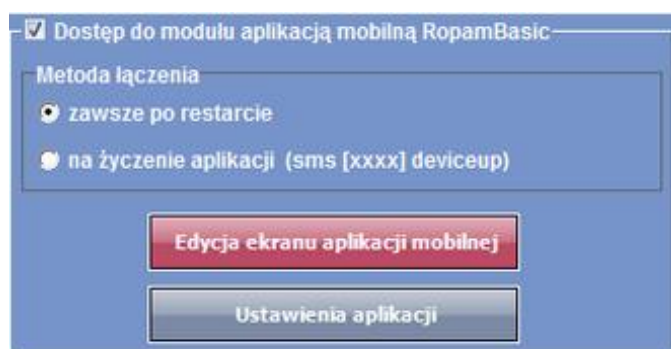 Dostęp do modułu aplikacją mobilną RopamBasic
Metoda łączenia
zawsze po restarcie
na życzenie aplikacji (sms [xxxx] deviceup)
Edycja ekranu aplikacji mobilnej
Ustawienia aplikacji